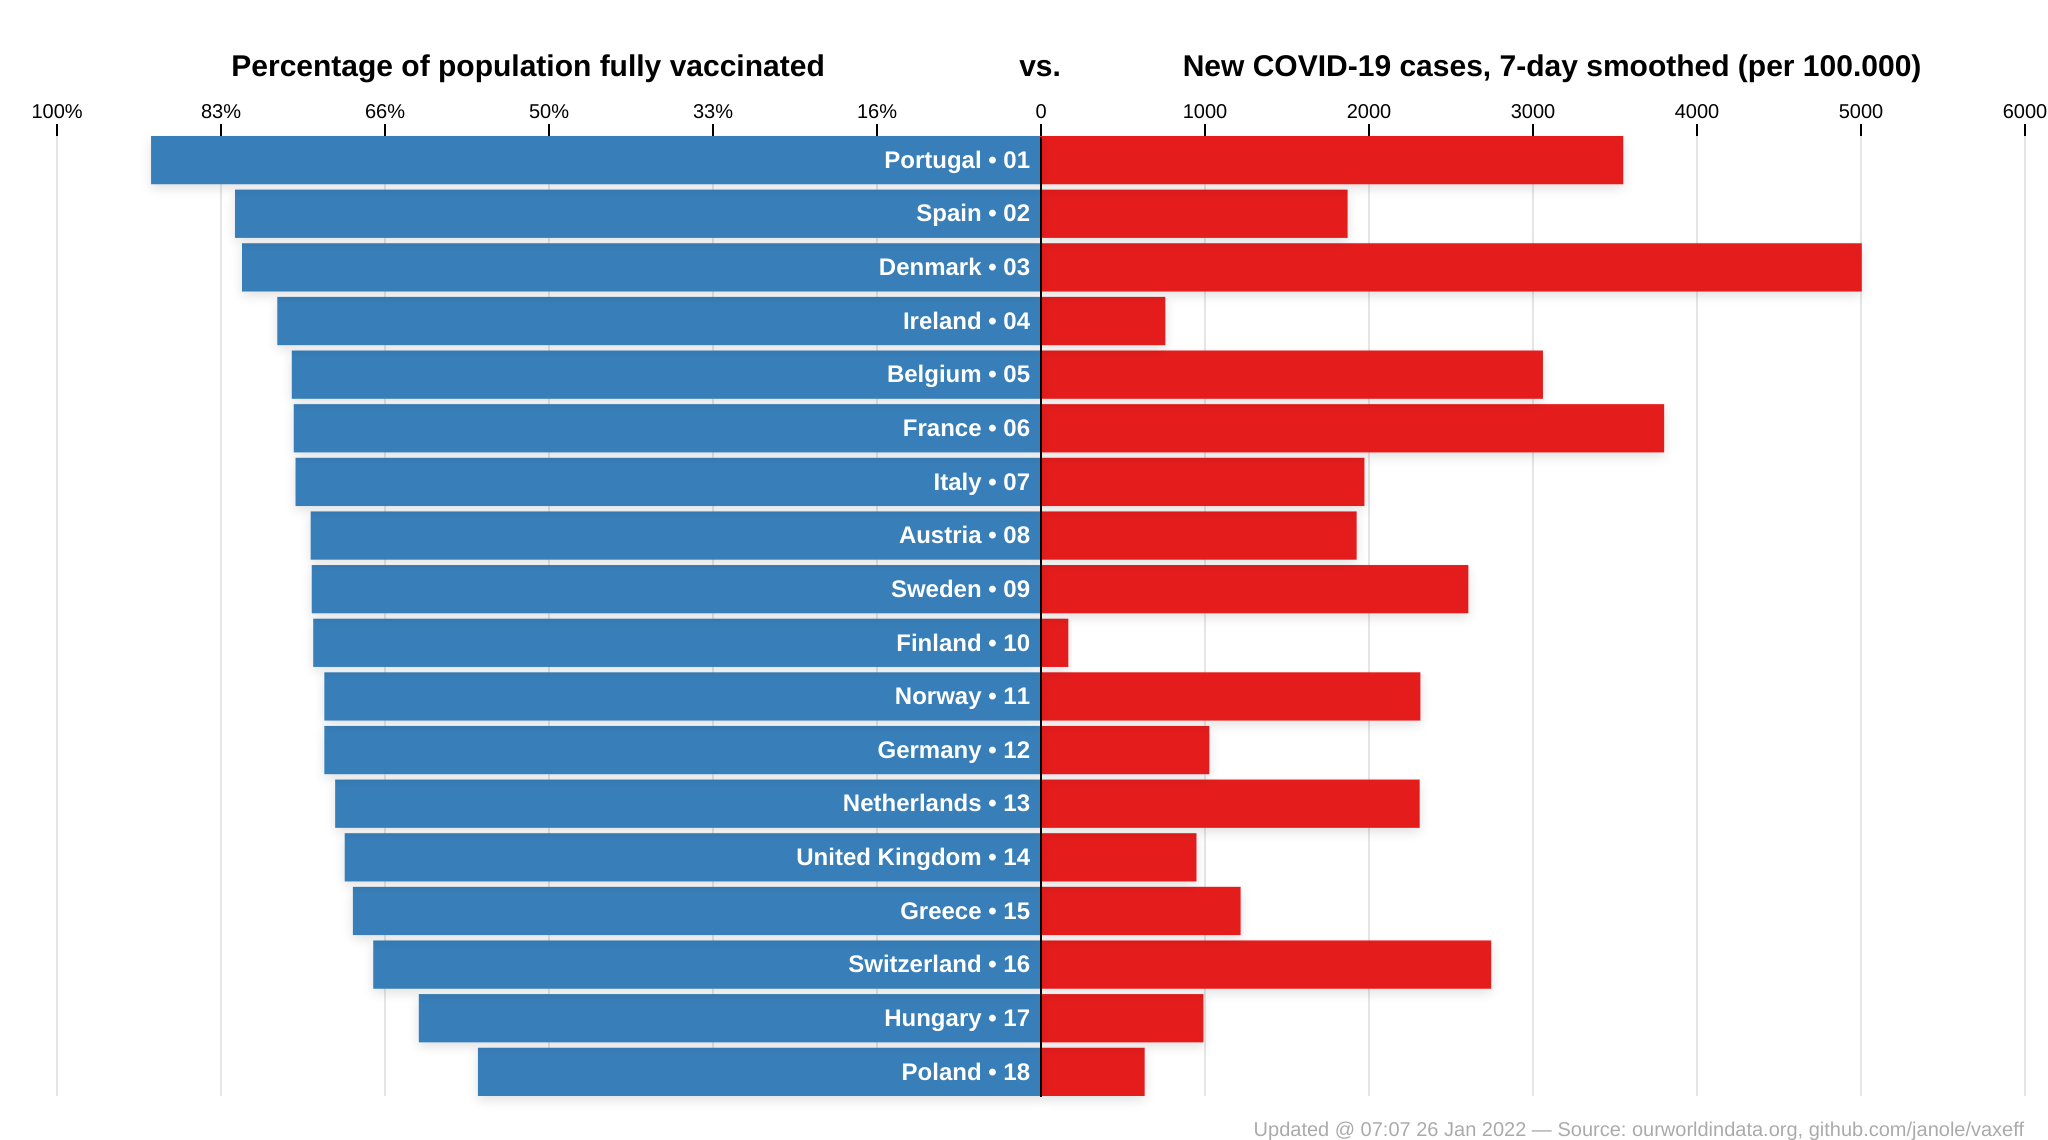 Percentage of population fully vaccinated vs. New COVID-19 cases, 7-day smoothed (per 100.000)
100% 83% 66% 50% 33% 16% 0 1000 2000 3000 4000 5000 6000
Portugal • 01
Spain • 02
Denmark • 03
Ireland • 04
Belgium • 05
France • 06
Italy • 07
Austria • 08
Sweden • 09
Finland • 10
Norway • 11
Germany • 12
Netherlands • 13
United Kingdom • 14
Greece • 15
Switzerland • 16
Hungary • 17
Poland • 18
Updated @ 07:07 26 Jan 2022 — Source: ourworldindata.org, github.com/janole/vaxeff